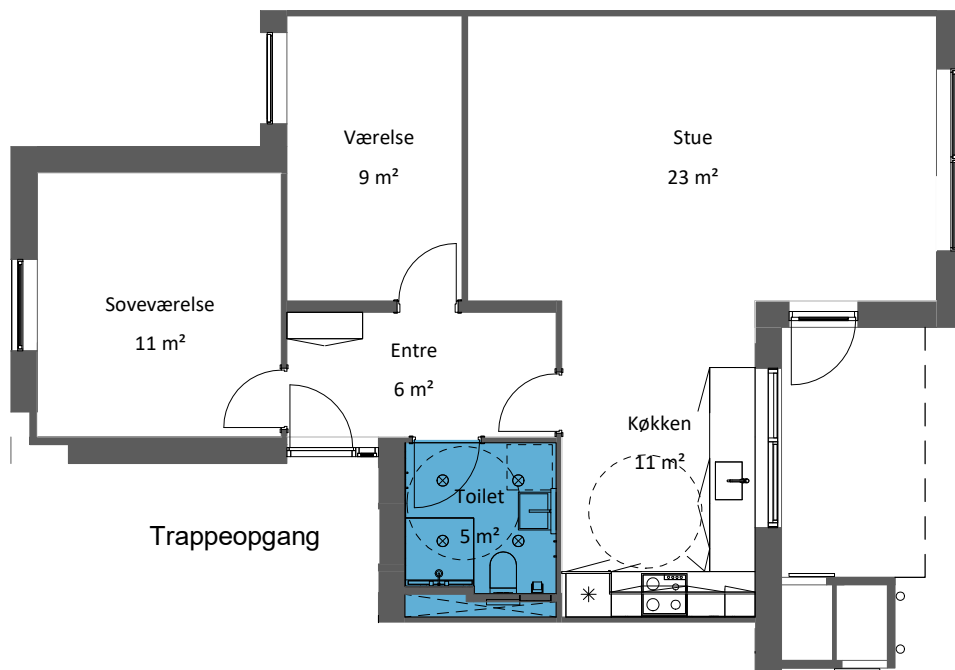 Værelse
9 m²
Stue
23 m²
Soveværelse
11 m²
Entre
6 m²
Køkken
11 m²
Toilet
5 m²
Trappeopgang